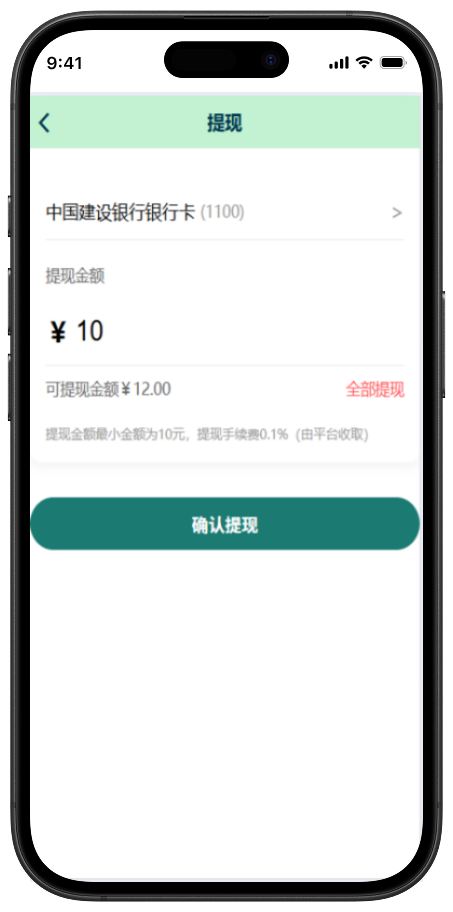 9:41
提现
中国建设银行银行卡 (1100) >
提现金额
¥ 10
可提现金额¥12.00 全部提现
提现金额最小金额为10元，提现手续费0.1%（由平台收取）
确认提现